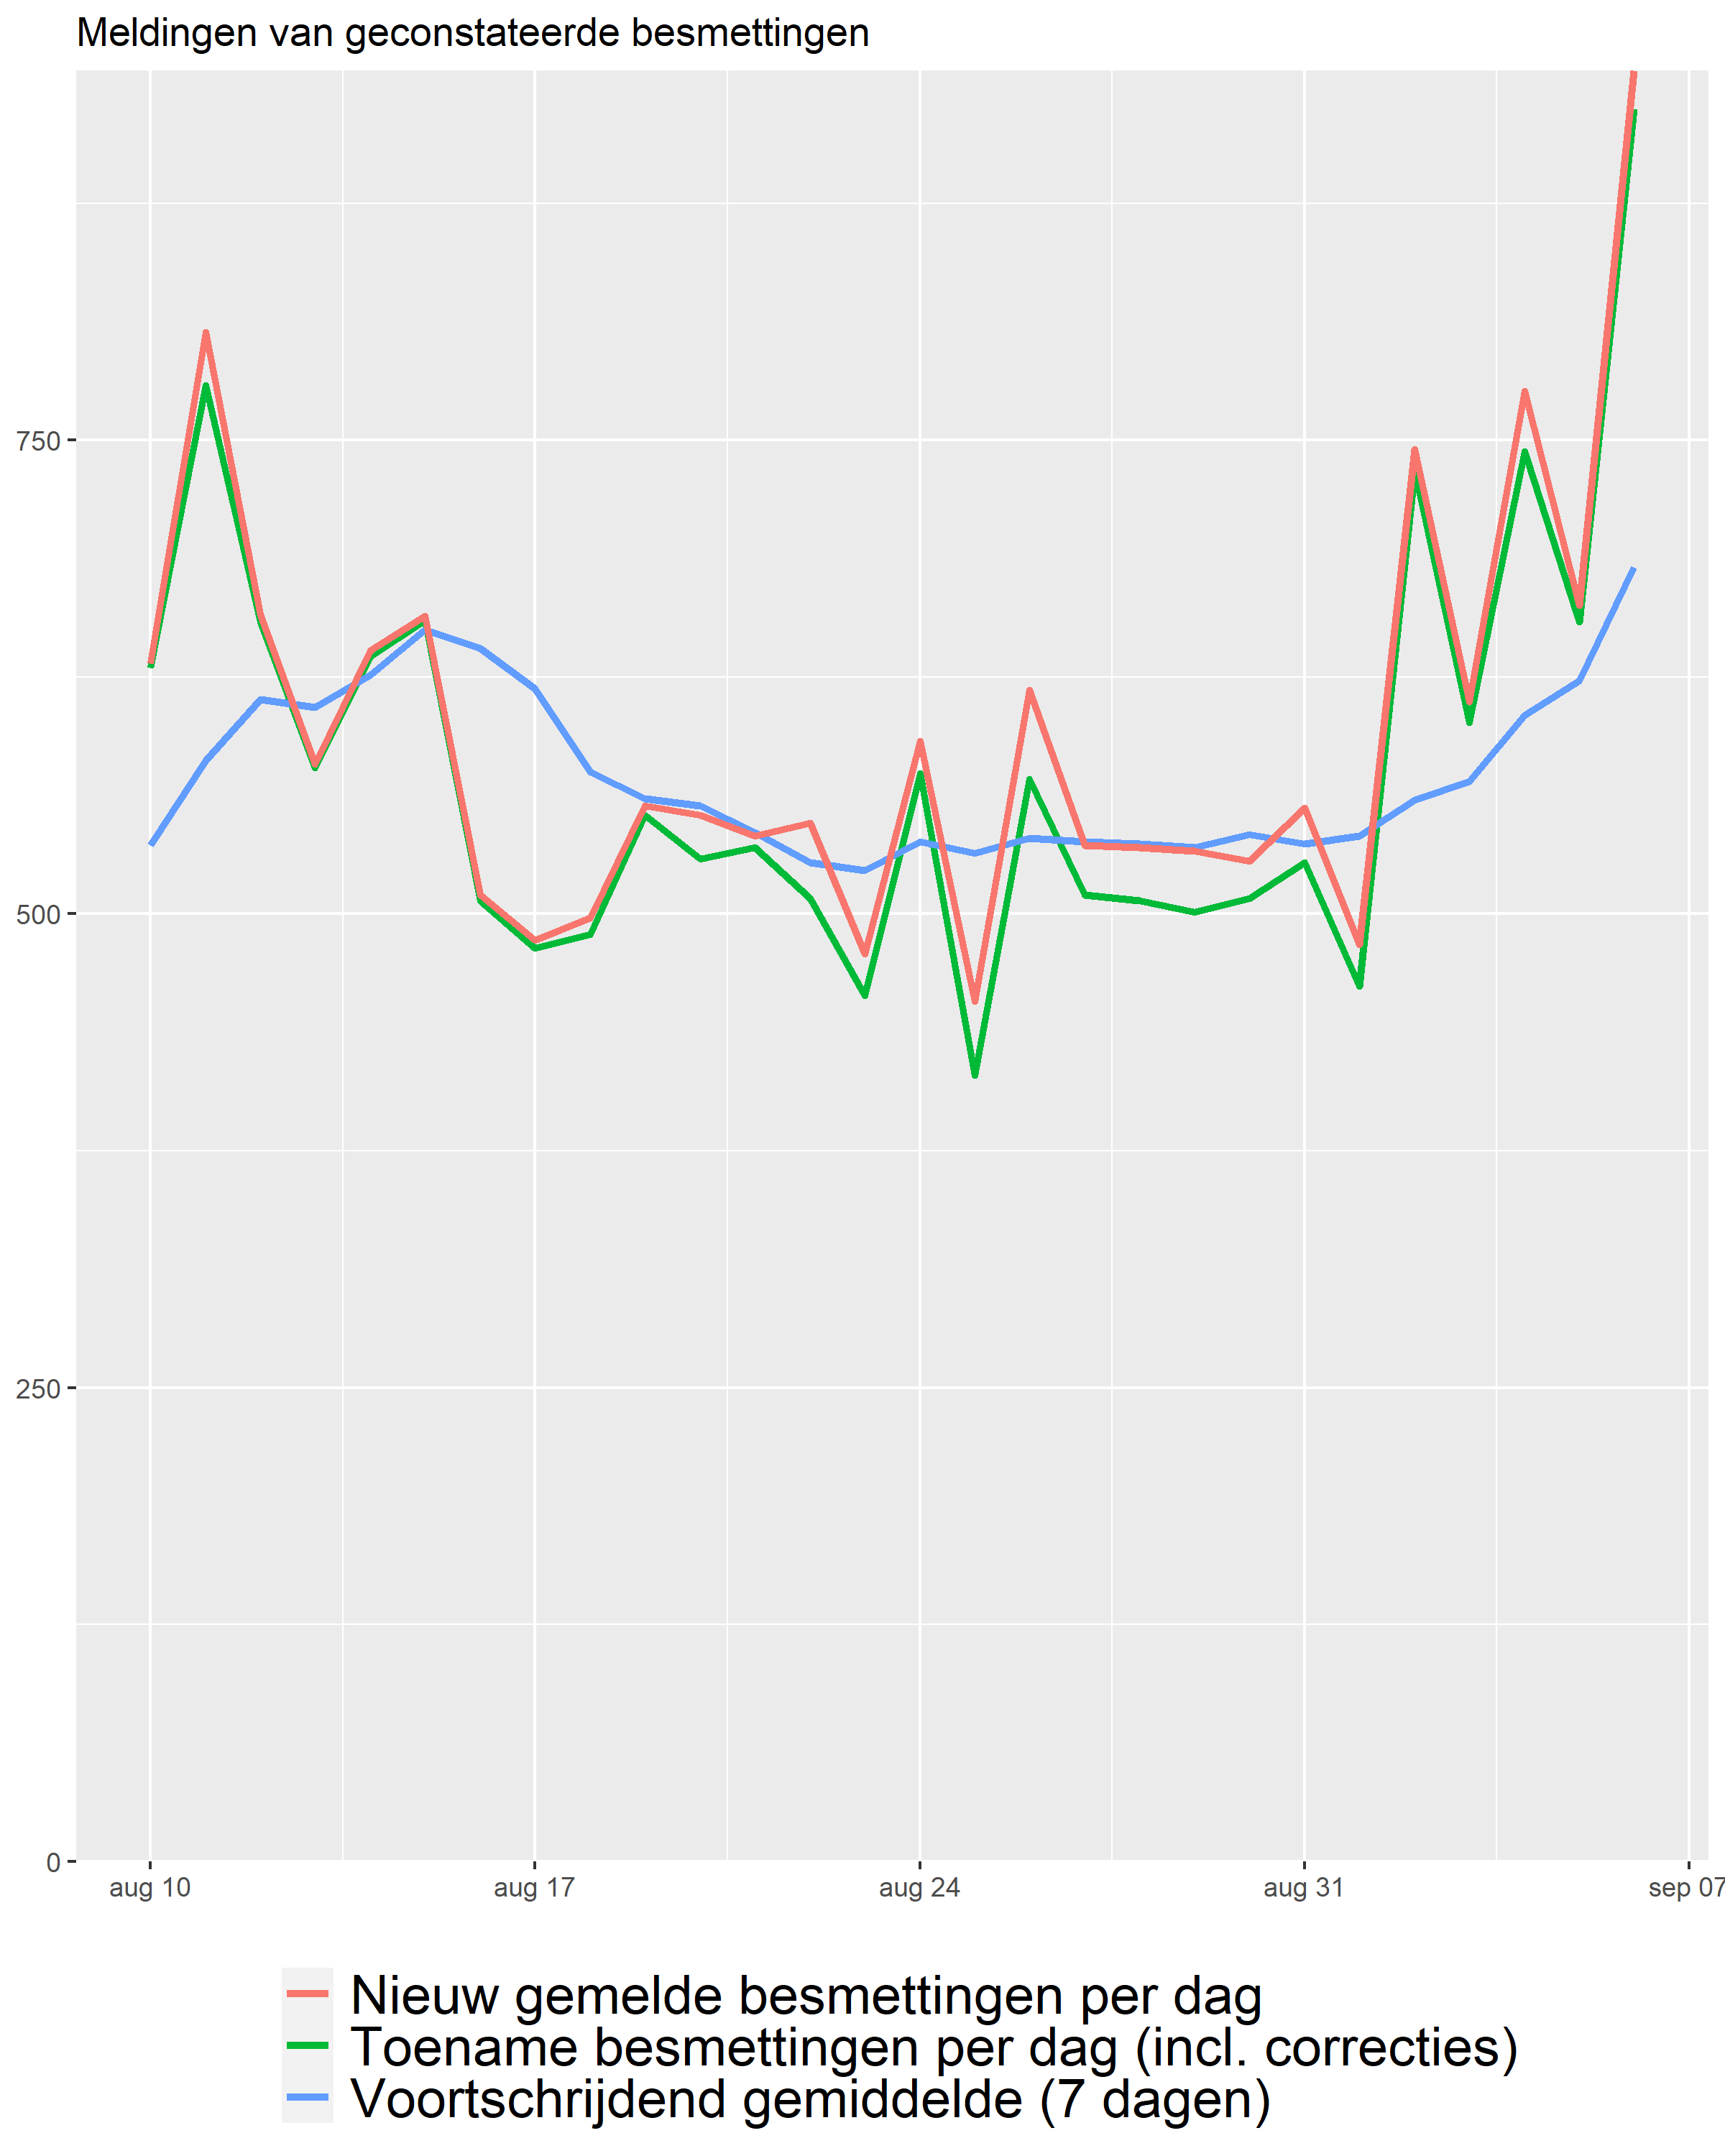 Meldingen van geconstateerde besmettingen
750
500
250
0
aug 10
aug 17
aug 24
aug 31
sep 07
Nieuw gemelde besmettingen per dag
Toename besmettingen per dag (incl. correcties)
Voortschrijdend gemiddelde (7 dagen)